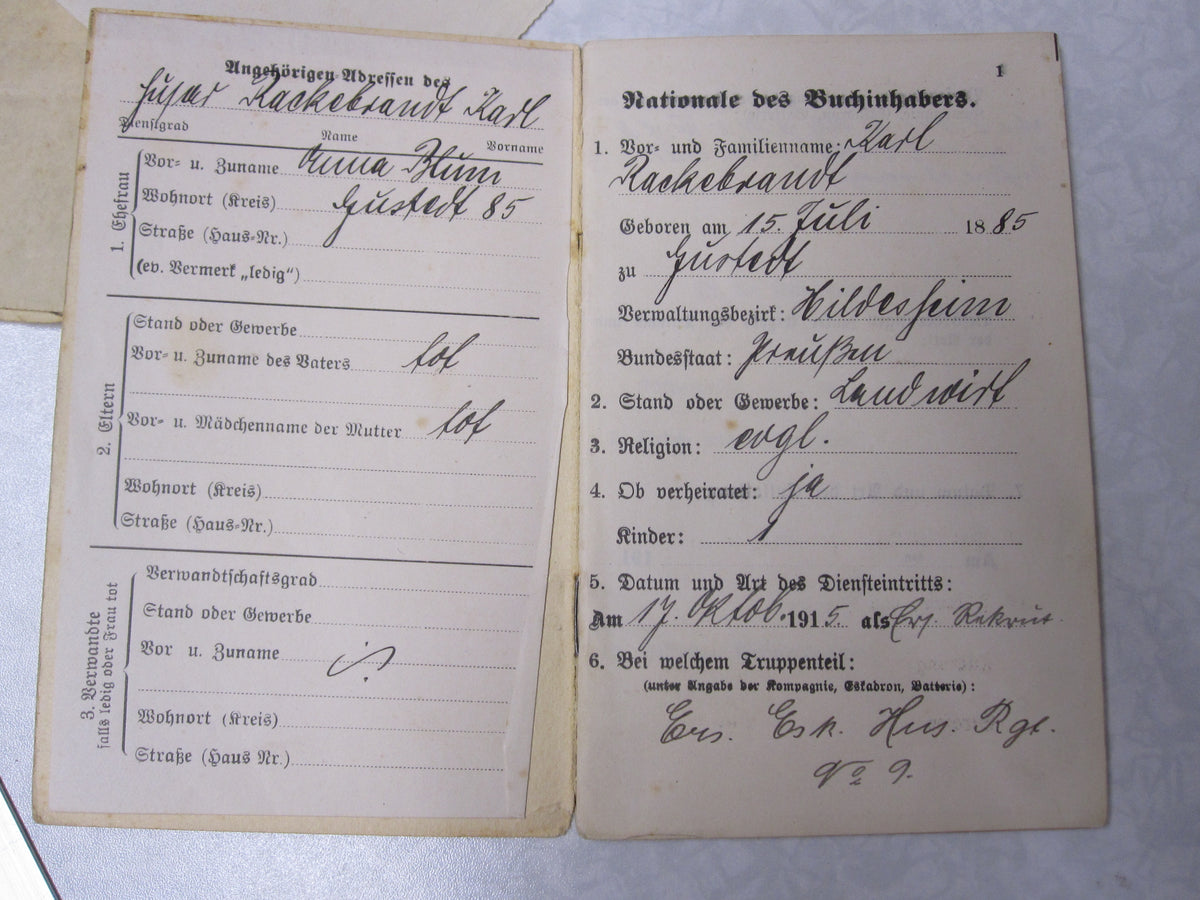 Angehörigen-Adressen des
Husar Rackebrandt Karl
Dienstgrad Name Vorname
1. Ehefrau
Vor- u. Zuname Anna Blum
Wohnort (Kreis) Gustedt 85
Straße (Haus-Nr.)
(ev. Vermerk „ledig“)
2. Eltern
Stand oder Gewerbe
Vor- u. Zuname des Vaters tot
Vor- u. Mädchenname der Mutter tot
Wohnort (Kreis)
Straße (Haus-Nr.)
3. Verwandte
falls ledig oder Frau tot
Verwandtschaftsgrad
Stand oder Gewerbe
Vor u. Zuname
Wohnort (Kreis)
Straße (Haus Nr.)
1
Nationale des Buchinhabers.
1. Vor- und Familienname: Karl
Rackebrandt
Geboren am 15. Juli 1885
zu Gustedt
Verwaltungsbezirk: Hildesheim
Bundesstaat: Preußen
2. Stand oder Gewerbe: Landwirt
3. Religion: evgl.
4. Ob verheiratet: ja
Kinder: 1
5. Datum und Art des Diensteintritts:
Am 17. Oktob. 1915 als Ers. Rekrut
6. Bei welchem Truppenteil:
(unter Angabe der Kompagnie, Eskadron, Batterie):
Ers. Esk. Hus. Rgt.
No 9.